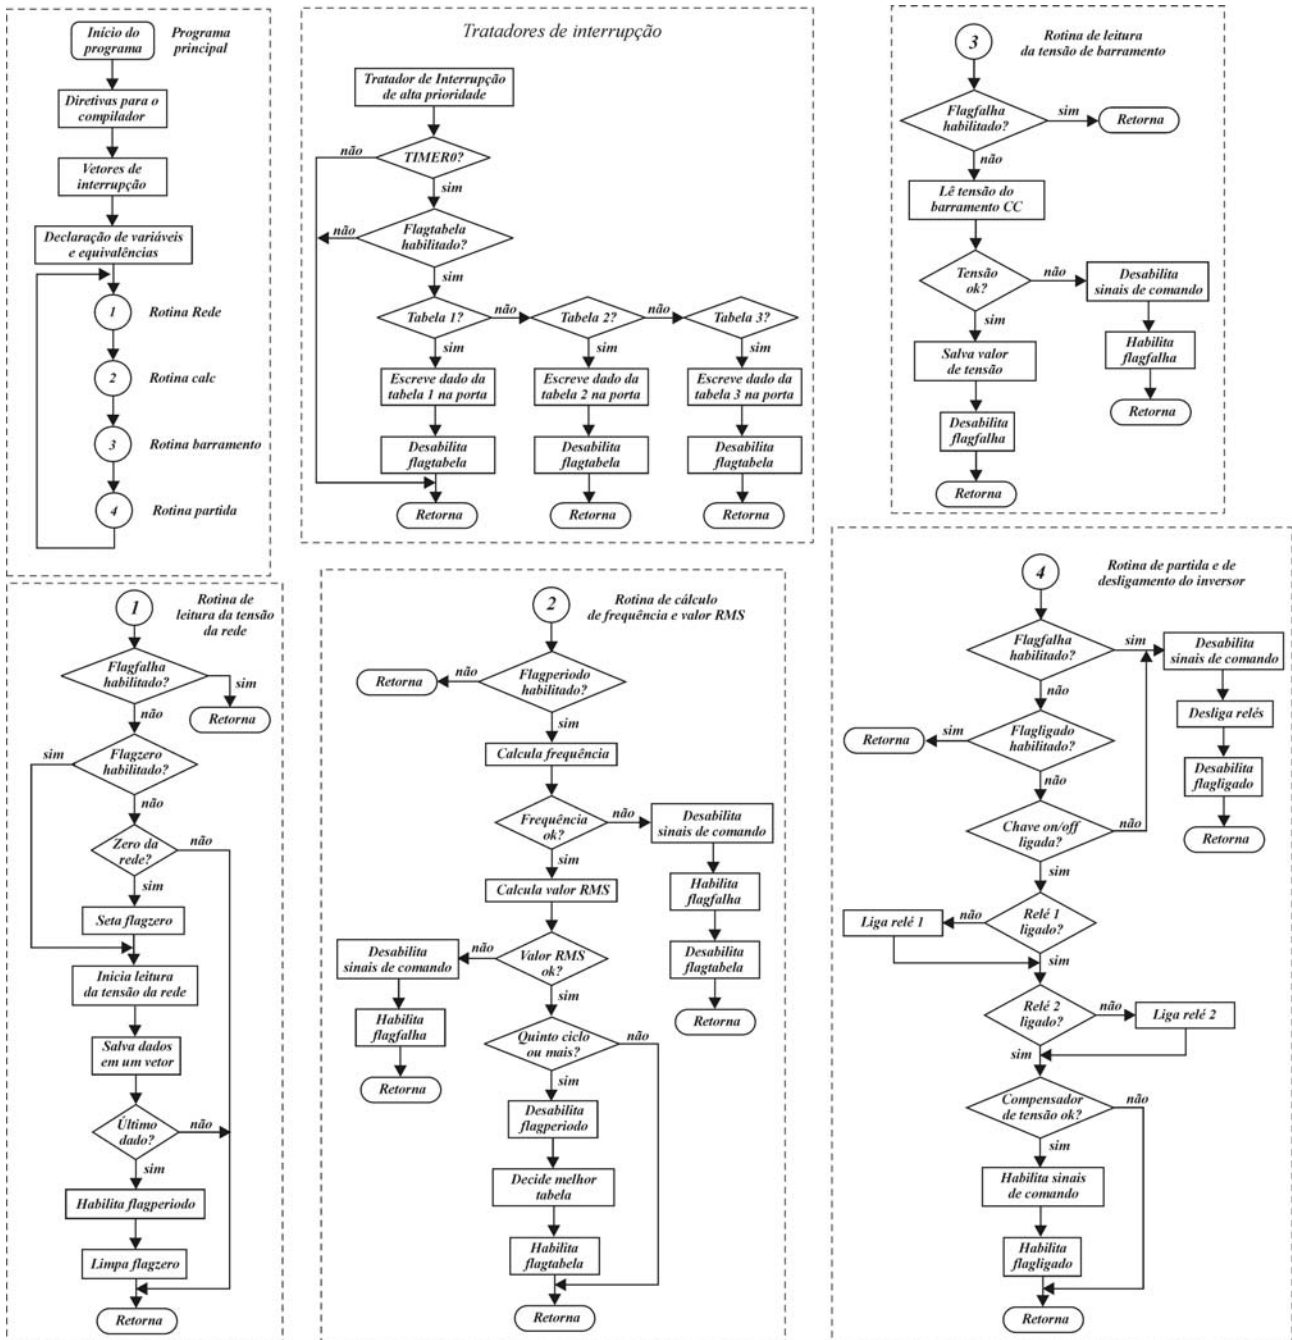 Início do
programa
Programa
principal
Diretivas para o
compilador
Vetores de
interrupção
Declaração de variáveis
e equivalências
1
Rotina Rede
2
Rotina calc
3
Rotina barramento
4
Rotina partida
Tratadores de interrupção
Tratador de Interrupção
de alta prioridade
não
TIMER0?
sim
não
Flagtabela
habilitado?
sim
Tabela 1?
não
Tabela 2?
não
Tabela 3?
sim
sim
sim
Escreve dado da
tabela 1 na porta
Escreve dado da
tabela 2 na porta
Escreve dado da
tabela 3 na porta
Desabilita
flagtabela
Desabilita
flagtabela
Desabilita
flagtabela
Retorna
Retorna
Retorna
3
Rotina de leitura
da tensão de barramento
Flagfalha
habilitado?
sim
Retorna
não
Lê tensão do
barramento CC
Tensão
ok?
não
Desabilita
sinais de comando
sim
Habilita
flagfalha
Salva valor
de tensão
Retorna
Desabilita
flagfalha
Retorna
1
Rotina de
leitura da tensão
da rede
Flagfalha
habilitado?
sim
Retorna
não
sim
Flagzero
habilitado?
não
Zero da
rede?
não
sim
Seta flagzero
Inicia leitura
da tensão da rede
Salva dados
em um vetor
Último
dado?
não
sim
Habilita flagperiodo
Limpa flagzero
Retorna
2
Rotina de cálculo
de frequência e valor RMS
Retorna
não
Flagperiodo
habilitado?
sim
Calcula frequência
Frequência
ok?
não
Desabilita
sinais de comando
sim
Calcula valor RMS
Habilita
flagfalha
Desabilita
sinais de comando
não
Valor RMS
ok?
Desabilita
flagtabela
sim
Habilita
flagfalha
Retorna
Retorna
Quinto ciclo
ou mais?
não
sim
Desabilita
flagperiodo
Decide melhor
tabela
Habilita
flagtabela
Retorna
4
Rotina de partida e de
desligamento do inversor
Flagfalha
habilitado?
sim
Desabilita
sinais de comando
não
Desliga relés
Retorna
sim
Flagligado
habilitado?
Desabilita
flagligado
não
Retorna
Chave on/off
ligada?
não
sim
Liga relé 1
não
Relé 1
ligado?
sim
Relé 2
ligado?
não
Liga relé 2
sim
Compensador
de tensão ok?
não
sim
Habilita sinais
de comando
Habilita
flagligado
Retorna